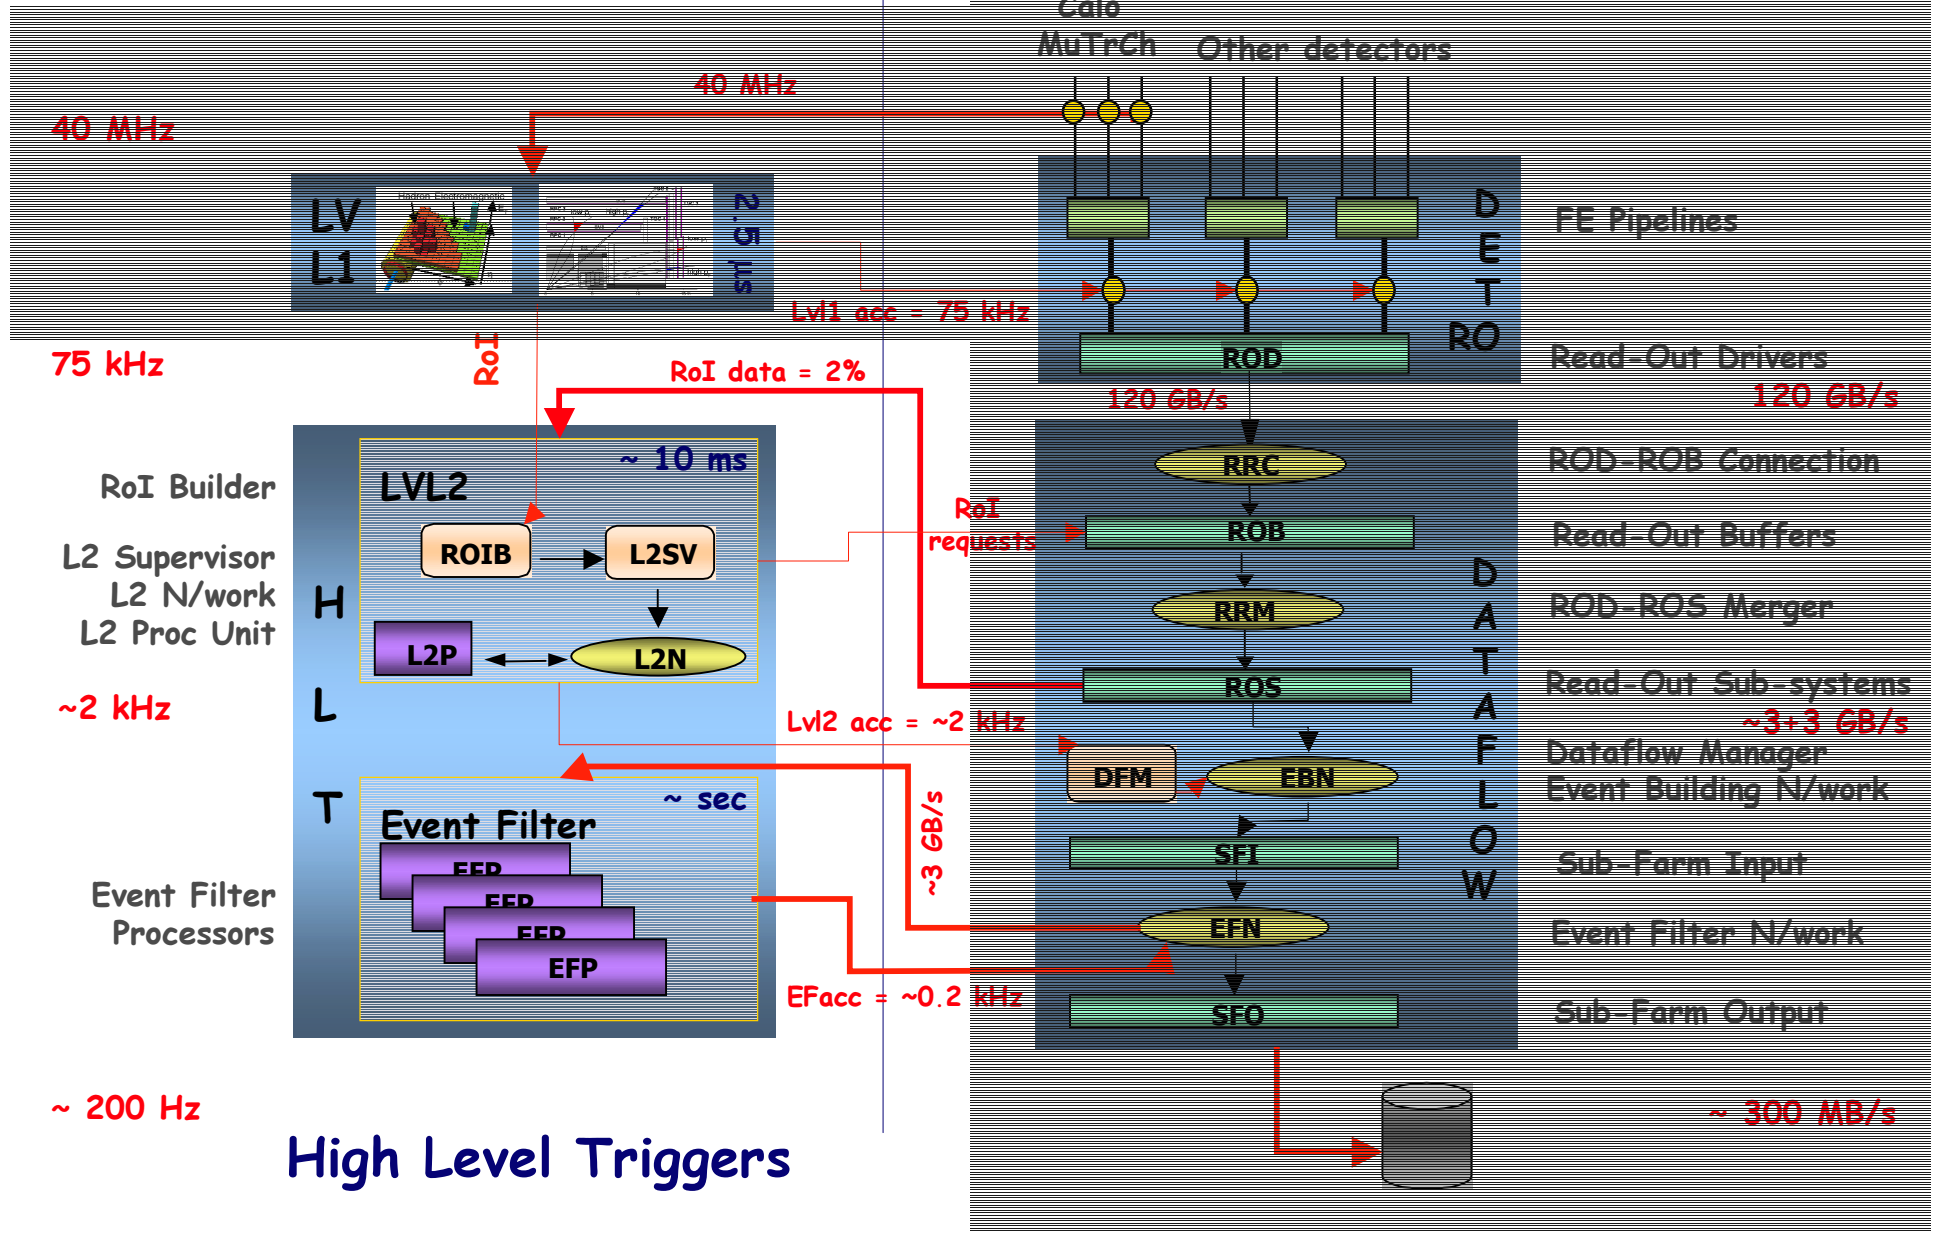 Calo
MuTrCh
Other detectors
40 MHz
40 MHz
LV
L1
Hadron Electromagnetic
2.5 µs
D
E
T
RO
FE Pipelines
Lvl1 acc = 75 kHz
75 kHz
RoI
RoI data = 2%
ROD
Read-Out Drivers
120 GB/s
120 GB/s
~ 10 ms
LVL2
RoI Builder
L2 Supervisor
L2 N/work
L2 Proc Unit
ROIB
L2SV
L2P
L2N
H
L
T
RoI
requests
RRC
ROD-ROB Connection
ROB
Read-Out Buffers
RRM
ROD-ROS Merger
ROS
Read-Out Sub-systems
~3+3 GB/s
D
A
T
A
F
L
O
W
~2 kHz
Lvl2 acc = ~2 kHz
DFM
EBN
Dataflow Manager
Event Building N/work
~ sec
Event Filter
EFP
EFP
EFP
EFP
Event Filter
Processors
~3 GB/s
SFI
Sub-Farm Input
EFN
Event Filter N/work
EFacc = ~0.2 kHz
SFO
Sub-Farm Output
~ 200 Hz
~ 300 MB/s
High Level Triggers